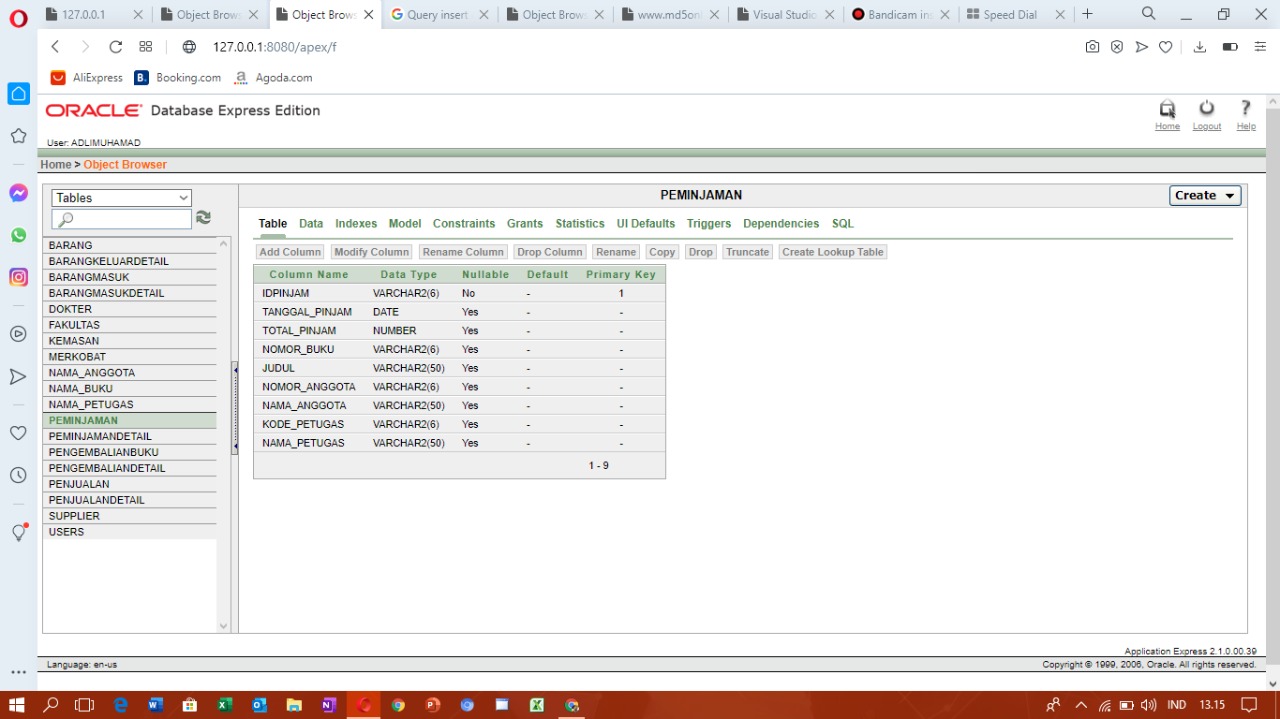 127.0.0.1
Object Brows
Object Brows
Query insert
Object Brows
www.md5onl
Visual Studio
Bandicam ins
Speed Dial
127.0.0.1:8080/apex/f
AliExpress
B. Booking.com
a Agoda.com
ORACLE Database Express Edition
Home Logout Help
User: ADLIMUHAMAD
Home > Object Browser
Tables
PEMINJAMAN
Create
Table Data Indexes Model Constraints Grants Statistics UI Defaults Triggers Dependencies SQL
Add Column Modify Column Rename Column Drop Column Rename Copy Drop Truncate Create Lookup Table
BARANG
BARANGKELUARDETAIL
BARANGMASUK
BARANGMASUKDETAIL
DOKTER
FAKULTAS
KEMASAN
MERKOBAT
NAMA_ANGGOTA
NAMA_BUKU
NAMA_PETUGAS
PEMINJAMAN
PEMINJAMANDETAIL
PENGEMBALIANBUKU
PENGEMBALIANDETAIL
PENJUALAN
PENJUALANDETAIL
SUPPLIER
USERS
Column Name Data Type Nullable Default Primary Key
IDPINJAM VARCHAR2(6) No - 1
TANGGAL_PINJAM DATE Yes - -
TOTAL_PINJAM NUMBER Yes - -
NOMOR_BUKU VARCHAR2(6) Yes - -
JUDUL VARCHAR2(50) Yes - -
NOMOR_ANGGOTA VARCHAR2(6) Yes - -
NAMA_ANGGOTA VARCHAR2(50) Yes - -
KODE_PETUGAS VARCHAR2(6) Yes - -
NAMA_PETUGAS VARCHAR2(50) Yes - -
1 - 9
Application Express 2.1.0.00.39
Language: en-us
Copyright © 1999, 2006, Oracle. All rights reserved.
IND 13.15